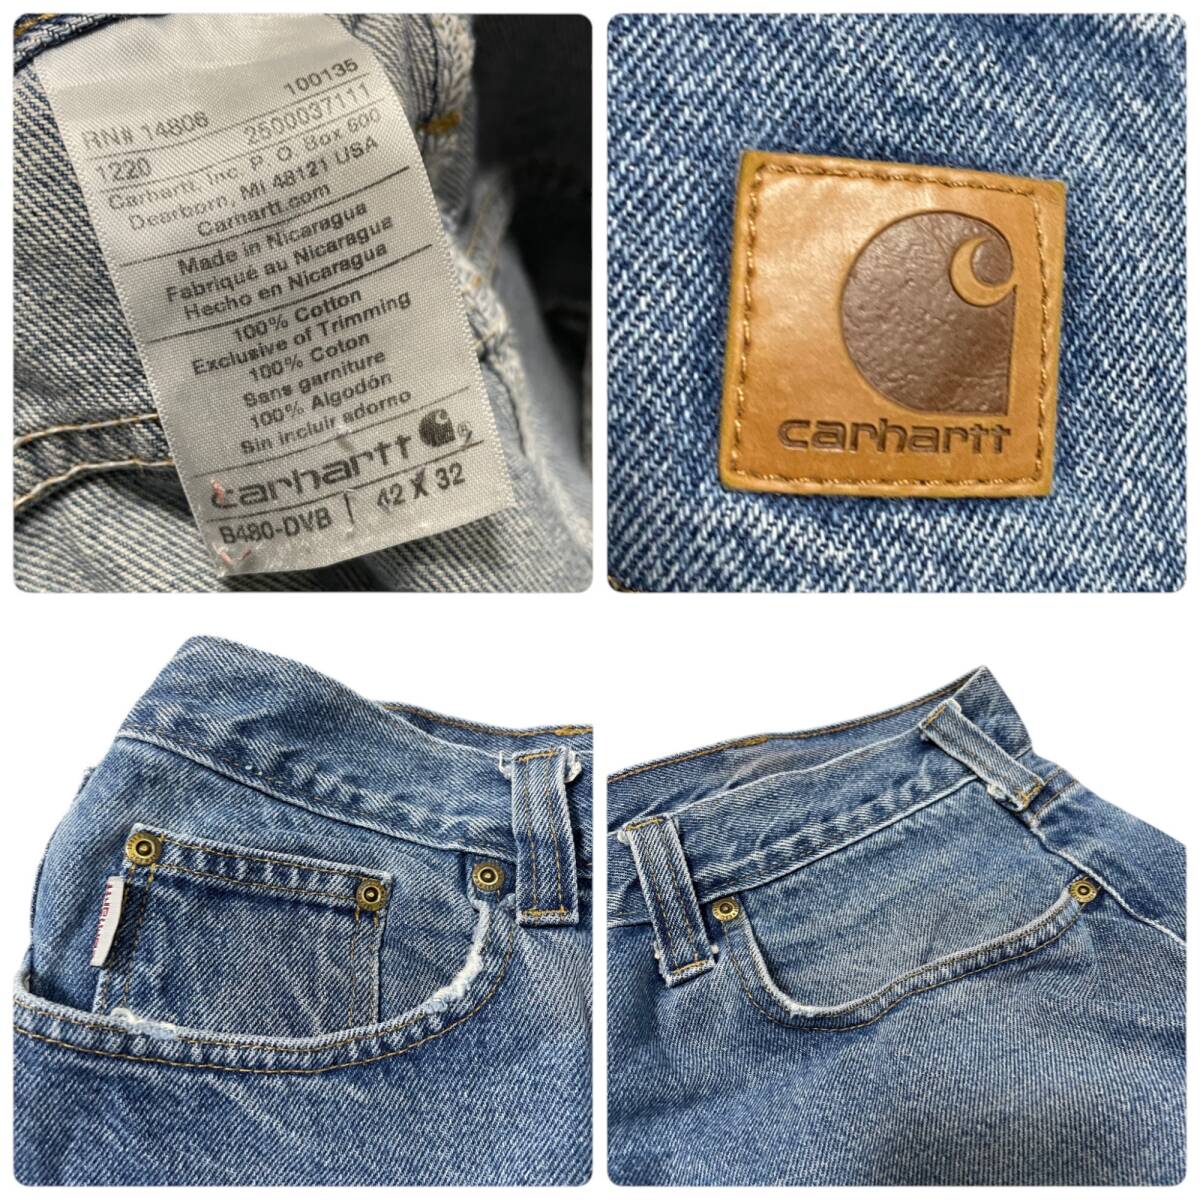 100135
RN# 14806
2500037111
1220
Carhartt, Inc. P. O. Box 600
Dearborn, MI 48121 USA
Carhartt.com
Made in Nicaragua
Fabriqué au Nicaragua
Hecho en Nicaragua
100% Cotton
Exclusive of Trimming
100% Coton
Sans garniture
100% Algodón
Sin incluir adorno
carhartt ®
B480-DVB | 42 X 32
carhartt